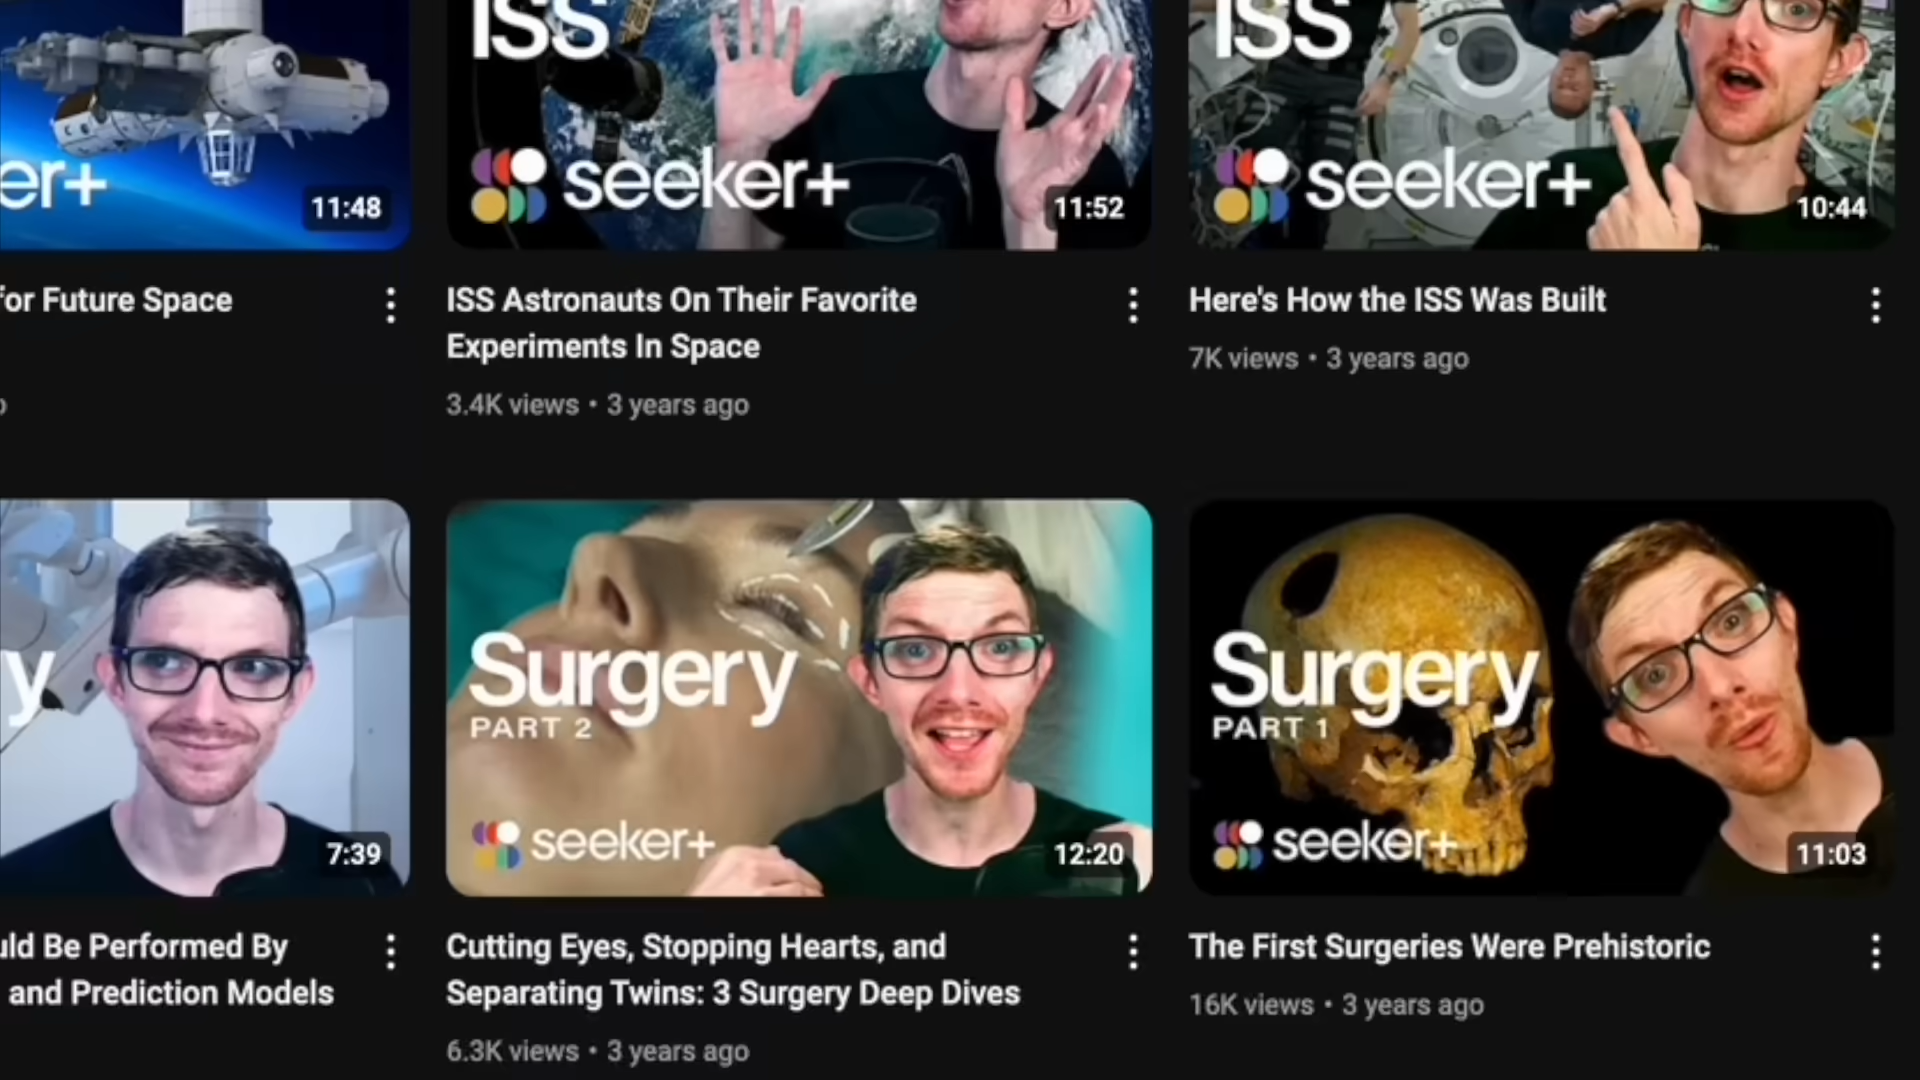 ISS
ISS
er+
11:48
seeker+
11:52
seeker+
10:44
for Future Space
ISS Astronauts On Their Favorite
Experiments In Space
3.4K views • 3 years ago
Here's How the ISS Was Built
7K views • 3 years ago
y
7:39
Surgery
PART 2
seeker+
12:20
Surgery
PART 1
seeker+
11:03
uld Be Performed By
and Prediction Models
Cutting Eyes, Stopping Hearts, and
Separating Twins: 3 Surgery Deep Dives
6.3K views • 3 years ago
The First Surgeries Were Prehistoric
16K views • 3 years ago